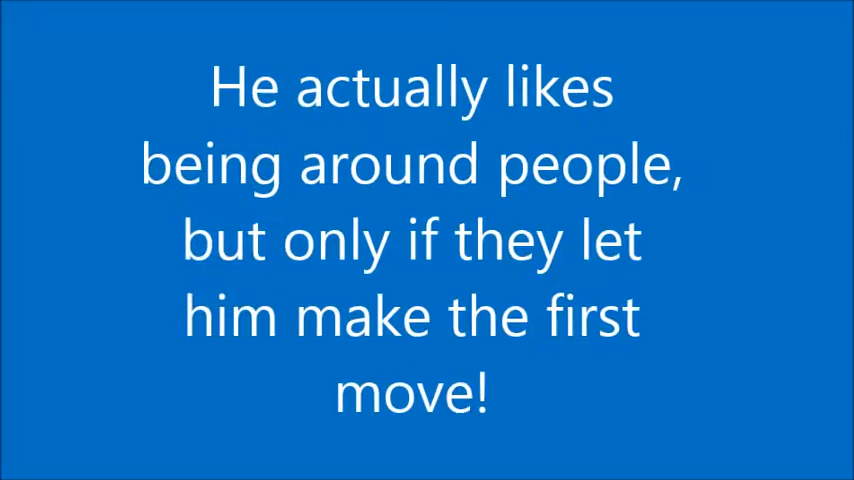 He actually likes
being around people,
but only if they let
him make the first
move!